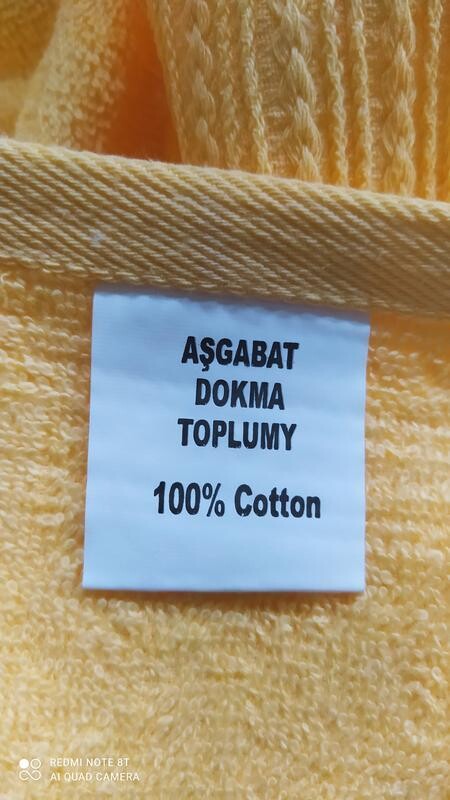 AŞGABAT
DOKMA
TOPLUMY
100% Cotton
REDMI NOTE 8T
AI QUAD CAMERA